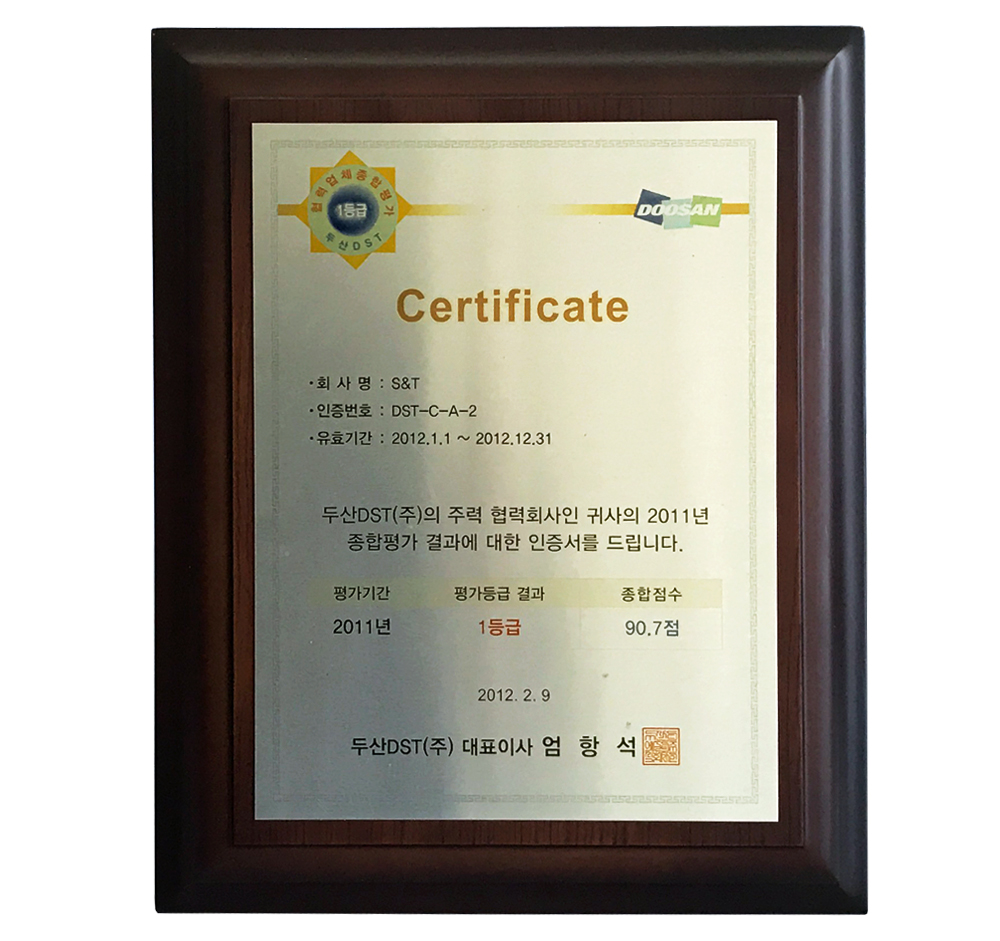 협력업체종합평가
1등급
두산DST
DOOSAN
Certificate
·회 사 명 : S&T
·인증번호 : DST-C-A-2
·유효기간 : 2012.1.1 ~ 2012.12.31
두산DST(주)의 주력 협력회사인 귀사의 2011년
종합평가 결과에 대한 인증서를 드립니다.
평가기간 평가등급 결과 종합점수
2011년 1등급 90.7점
2012. 2. 9
두산DST(주) 대표이사 엄 항 석